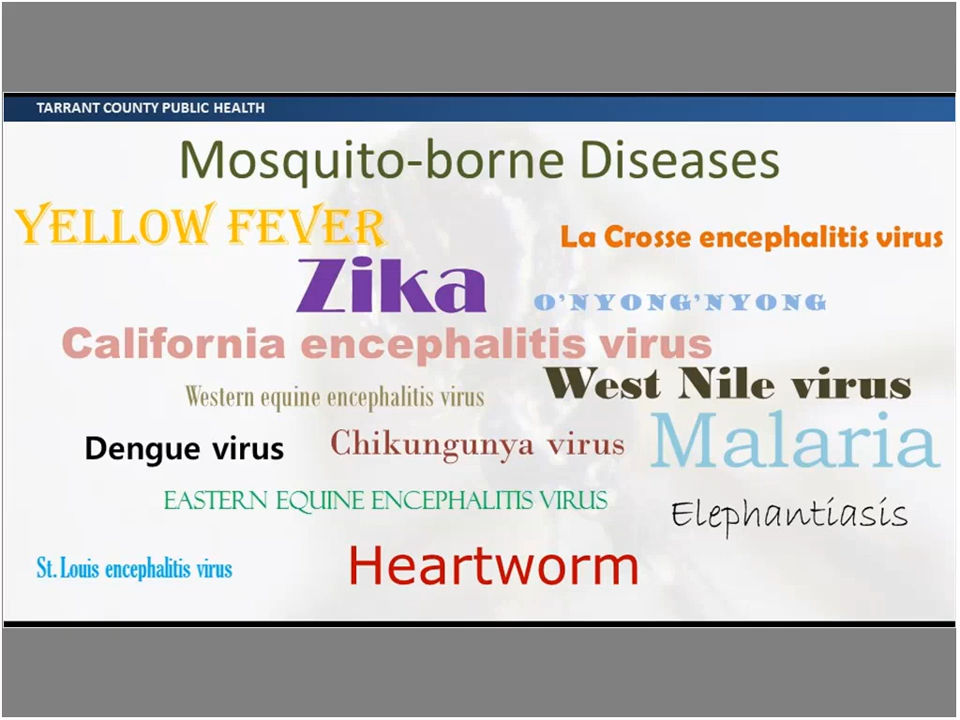 TARRANT COUNTY PUBLIC HEALTH
Mosquito-borne Diseases
YELLOW FEVER
La Crosse encephalitis virus
Zika
O'NYONG'NYONG
California encephalitis virus
West Nile virus
Western equine encephalitis virus
Malaria
Dengue virus
Chikungunya virus
EASTERN EQUINE ENCEPHALITIS VIRUS
Elephantiasis
St. Louis encephalitis virus
Heartworm